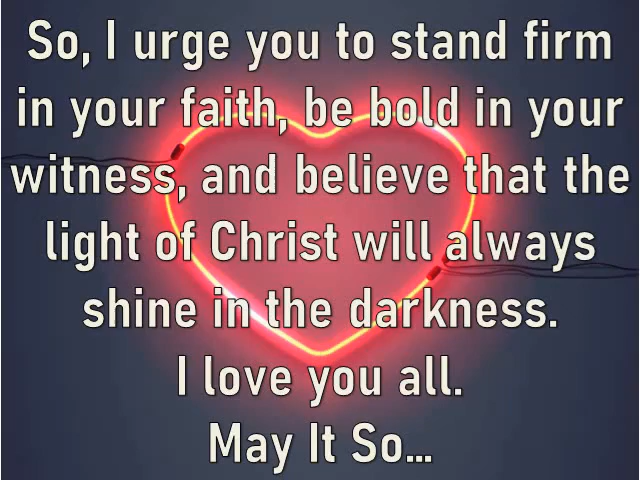 So, I urge you to stand firm
in your faith, be bold in your
witness, and believe that the
light of Christ will always
shine in the darkness.
I love you all.
May It So...